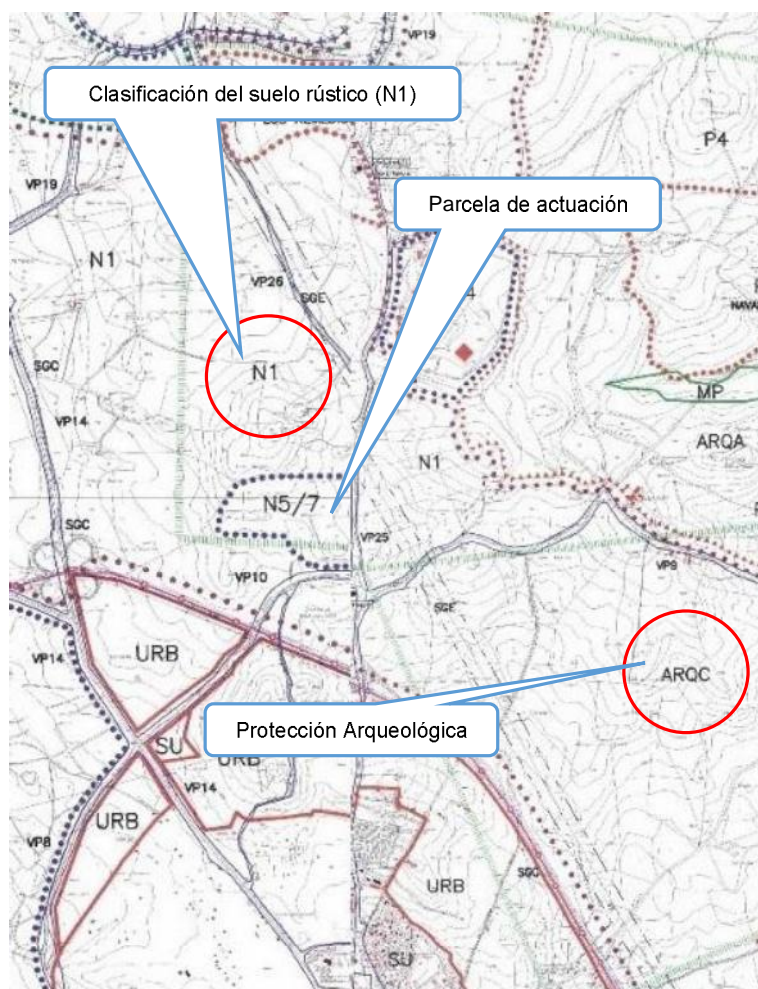 VP19
Clasificación del suelo rústico (N1)
P4
VP19
Parcela de actuación
N1
VP26
SGE
4
NAVA
N1
SGC
MP
VP14
ARQA
N1
N5/7
SGC
VP25
VP10
VP9
SGE
URB
VP14
ARQC
Protección Arqueológica
SU
URB
VP14
URB
VP8
SGC
URB
SU